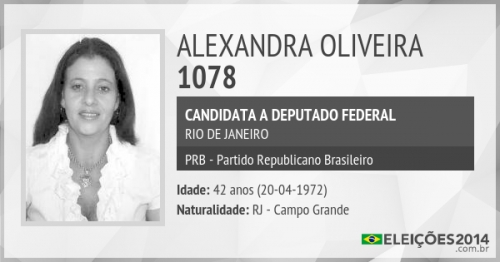 ALEXANDRA OLIVEIRA
1078
CANDIDATA A DEPUTADO FEDERAL
RIO DE JANEIRO
PRB - Partido Republicano Brasileiro
Idade: 42 anos (20-04-1972)
Naturalidade: RJ - Campo Grande
ELEIÇÕES2014
.com.br